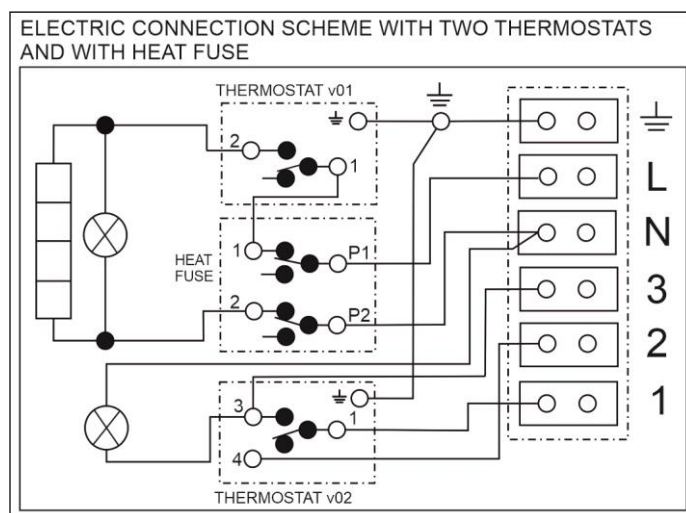 ELECTRIC CONNECTION SCHEME WITH TWO THERMOSTATS
AND WITH HEAT FUSE
THERMOSTAT v01
2
1
L
N
HEAT
FUSE
1
P1
2
P2
3
2
1
3
1
4
THERMOSTAT v02